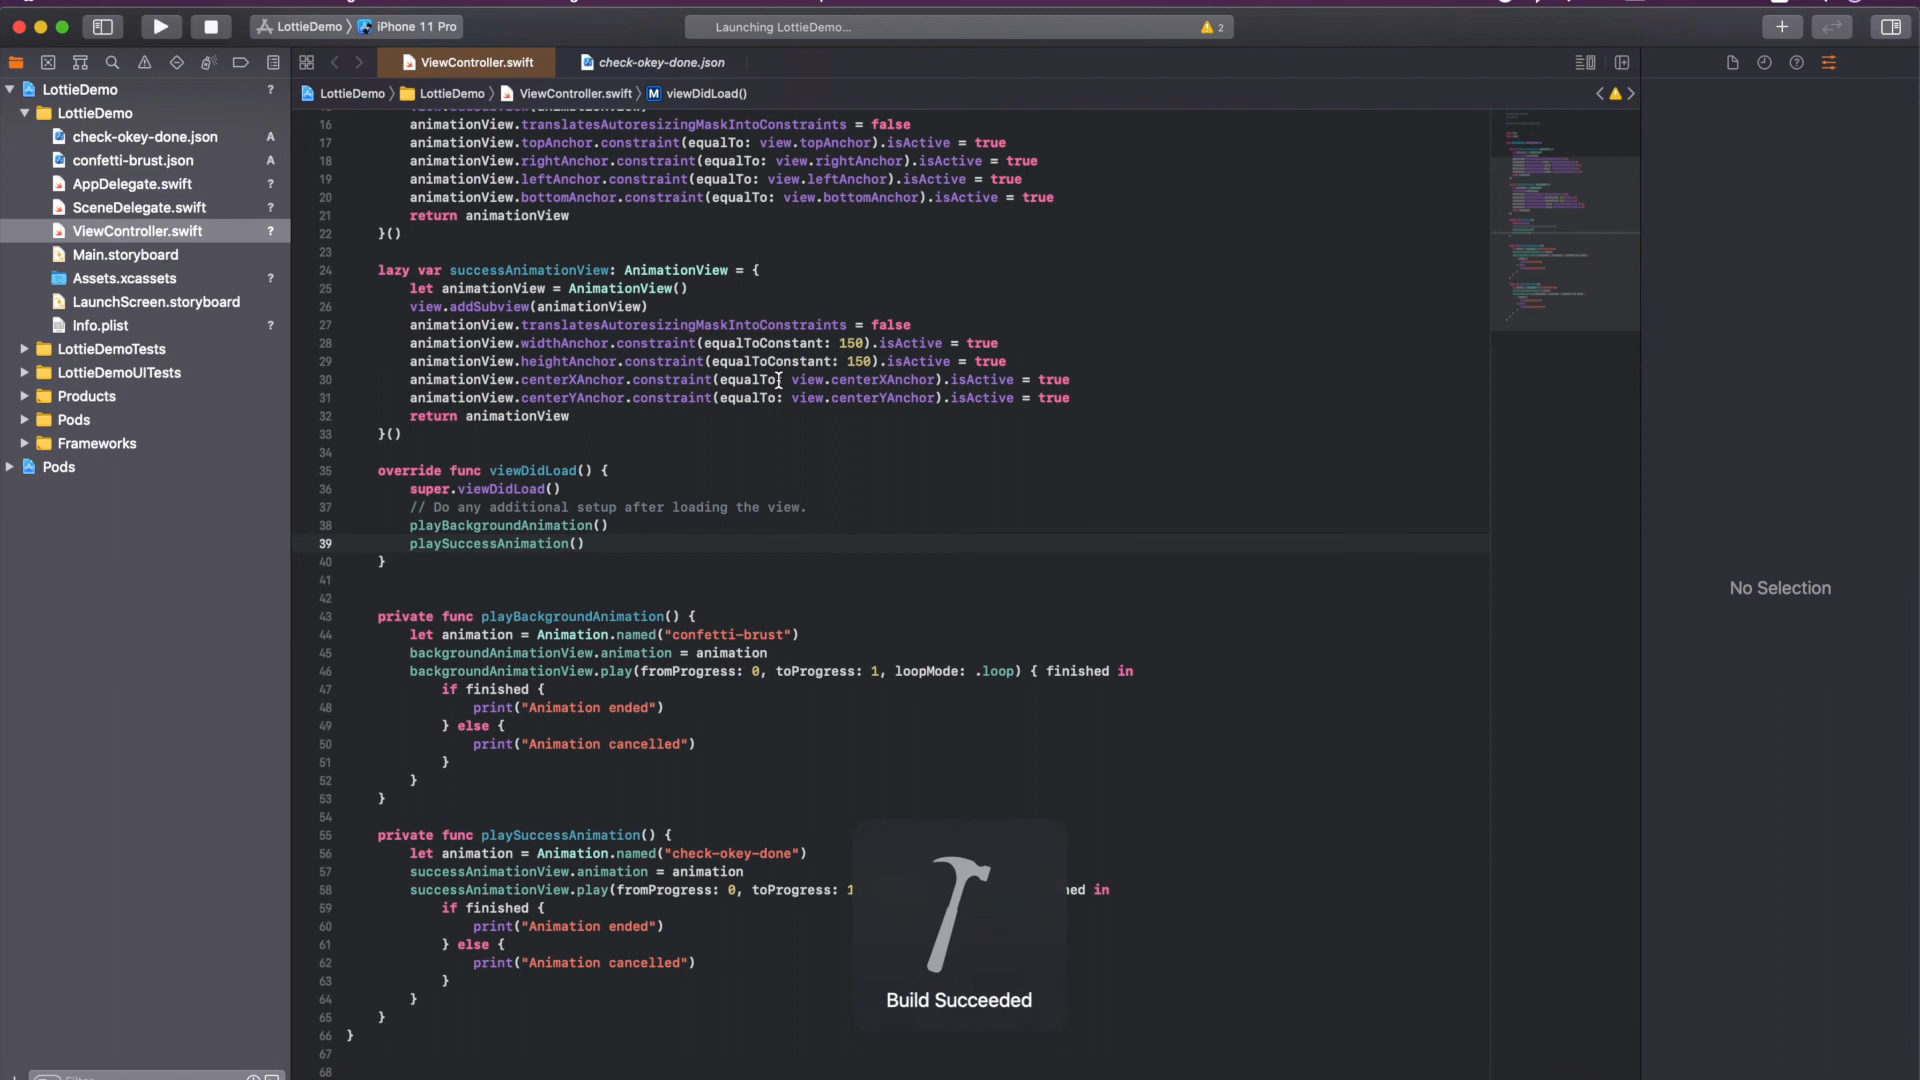 LottieDemo 〉 iPhone 11 Pro
Launching LottieDemo...
2
ViewController.swift
check-okey-done.json
LottieDemo 〉 LottieDemo 〉 ViewController.swift 〉 M viewDidLoad()
LottieDemo ?
LottieDemo
check-okey-done.json A
confetti-brust.json A
AppDelegate.swift ?
SceneDelegate.swift ?
ViewController.swift ?
Main.storyboard
Assets.xcassets ?
LaunchScreen.storyboard
Info.plist ?
LottieDemoTests
LottieDemoUITests
Products
Pods
Frameworks
Pods
16 animationView.translatesAutoresizingMaskIntoConstraints = false
17 animationView.topAnchor.constraint(equalTo: view.topAnchor).isActive = true
18 animationView.rightAnchor.constraint(equalTo: view.rightAnchor).isActive = true
19 animationView.leftAnchor.constraint(equalTo: view.leftAnchor).isActive = true
20 animationView.bottomAnchor.constraint(equalTo: view.bottomAnchor).isActive = true
21 return animationView
22 }()
23
24 lazy var successAnimationView: AnimationView = {
25 let animationView = AnimationView()
26 view.addSubview(animationView)
27 animationView.translatesAutoresizingMaskIntoConstraints = false
28 animationView.widthAnchor.constraint(equalToConstant: 150).isActive = true
29 animationView.heightAnchor.constraint(equalToConstant: 150).isActive = true
30 animationView.centerXAnchor.constraint(equalTo: view.centerXAnchor).isActive = true
31 animationView.centerYAnchor.constraint(equalTo: view.centerYAnchor).isActive = true
32 return animationView
33 }()
34
35 override func viewDidLoad() {
36 super.viewDidLoad()
37 // Do any additional setup after loading the view.
38 playBackgroundAnimation()
39 playSuccessAnimation()
40 }
41
42
43 private func playBackgroundAnimation() {
44 let animation = Animation.named("confetti-brust")
45 backgroundAnimationView.animation = animation
46 backgroundAnimationView.play(fromProgress: 0, toProgress: 1, loopMode: .loop) { finished in
47 if finished {
48 print("Animation ended")
49 } else {
50 print("Animation cancelled")
51 }
52 }
53 }
54
55 private func playSuccessAnimation() {
56 let animation = Animation.named("check-okey-done")
57 successAnimationView.animation = animation
58 successAnimationView.play(fromProgress: 0, toProgress: 1 hed in
59 if finished {
60 print("Animation ended")
61 } else {
62 print("Animation cancelled")
63 }
64 }
65 }
66 }
67
68
Build Succeeded
No Selection